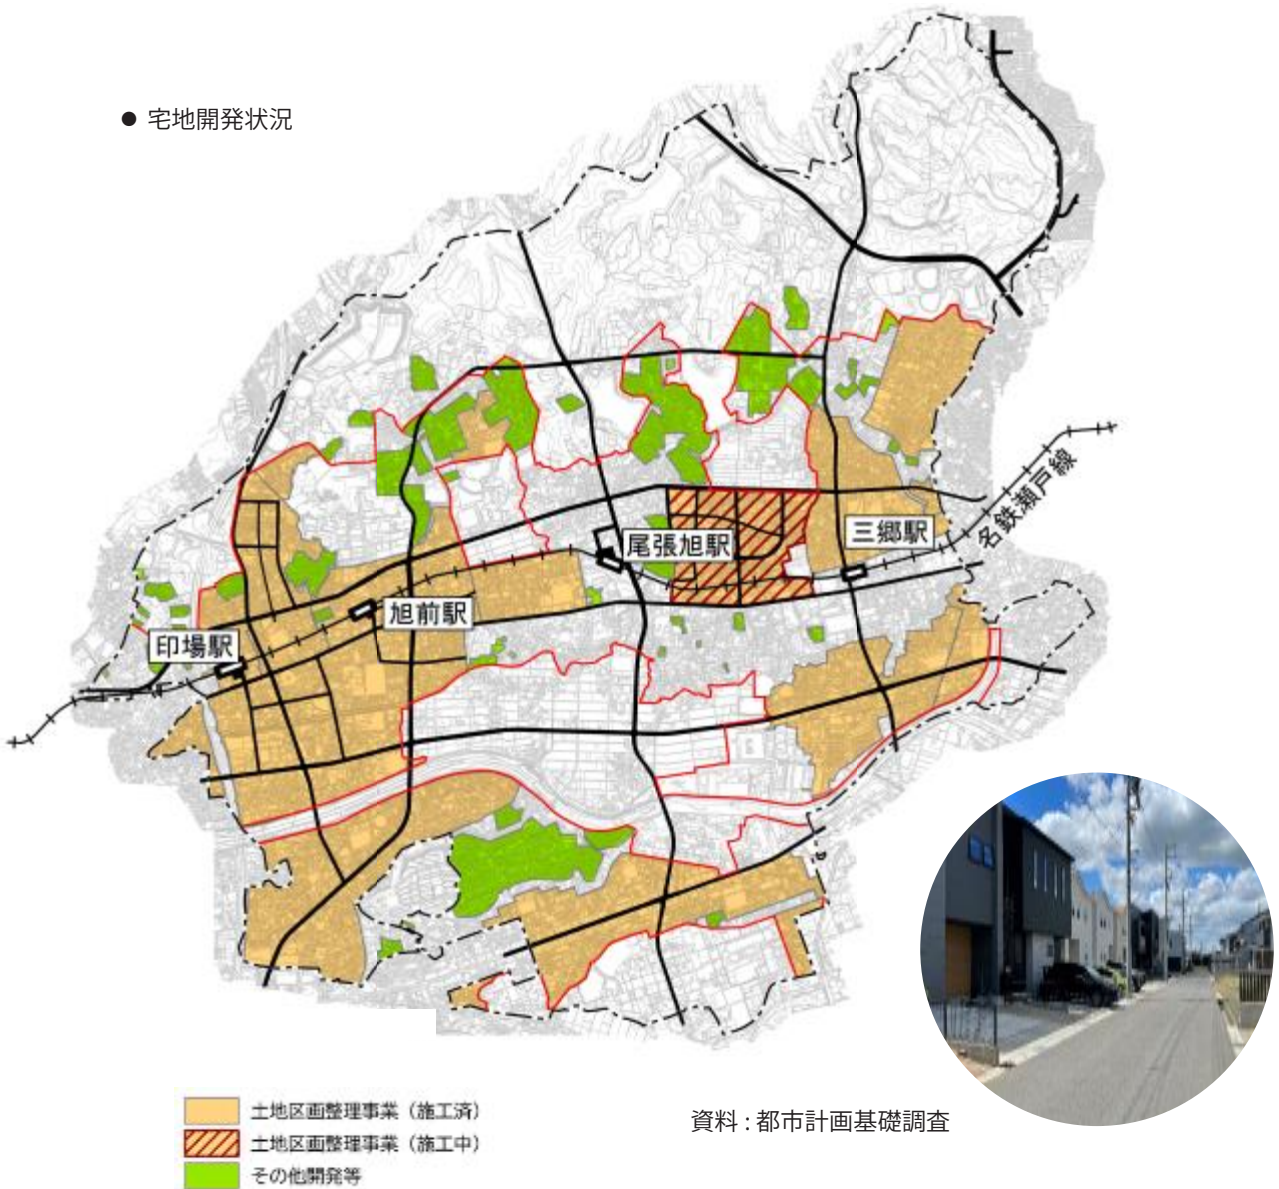 ● 宅地開発状況
名鉄瀬戸線
三郷駅
尾張旭駅
旭前駅
印場駅
土地区画整理事業（施工済）
土地区画整理事業（施工中）
その他開発等
資料 : 都市計画基礎調査